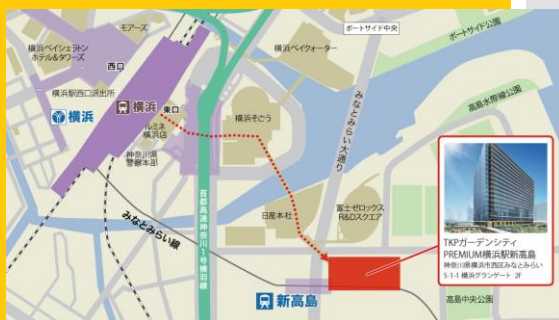 モアーズ
横浜ベイシェラトン
ホテル&タワーズ
西口
横浜駅西口派出所
横浜
横浜
東口
ルミネ
横浜店
神奈川県
警察本部
横浜そごう
横浜ベイクォーター
ポートサイド中央
ポートサイド公園
高島水際線公園
みなとみらい大通り
首都高速神奈川1号横羽線
みなとみらい線
日産本社
富士ゼロックス
R&Dスクエア
新高島
高島中央公園
TKPガーデンシティ
PREMIUM横浜駅新高島
神奈川県横浜市西区みなとみらい
5-1-1 横浜グランゲート 2F